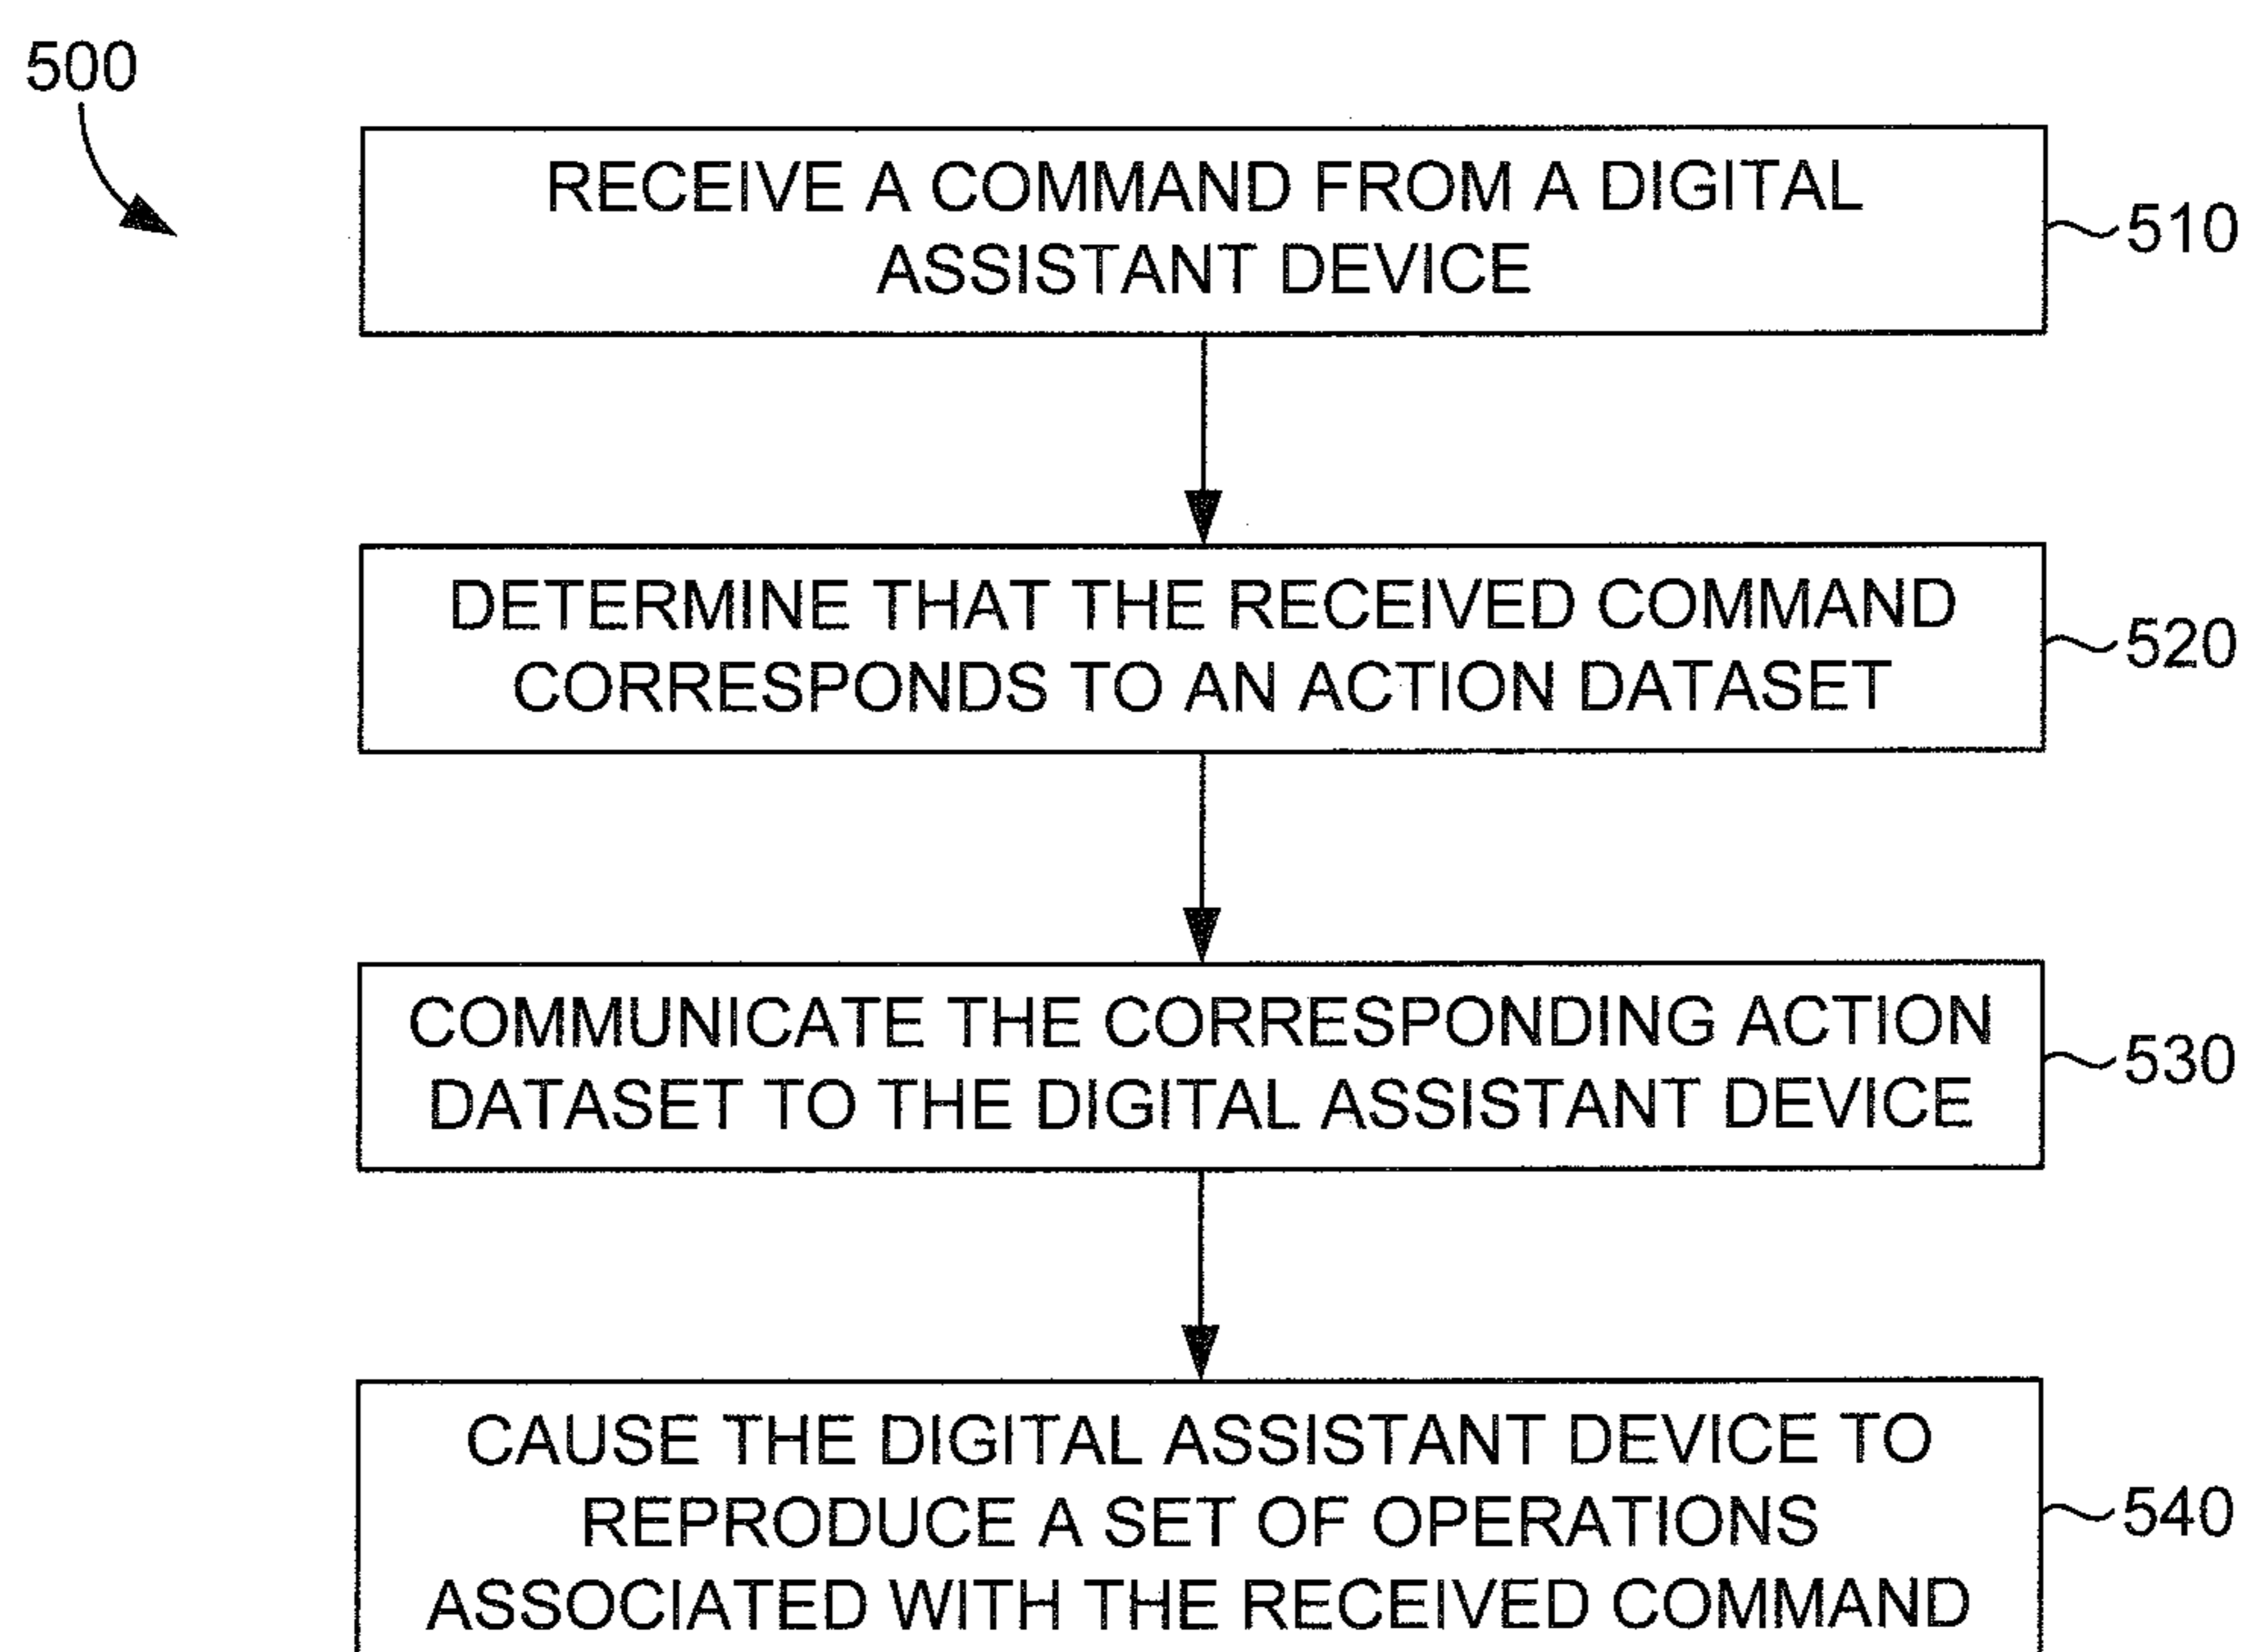 500
RECEIVE A COMMAND FROM A DIGITAL
ASSISTANT DEVICE
510
DETERMINE THAT THE RECEIVED COMMAND
CORRESPONDS TO AN ACTION DATASET
520
COMMUNICATE THE CORRESPONDING ACTION
DATASET TO THE DIGITAL ASSISTANT DEVICE
530
CAUSE THE DIGITAL ASSISTANT DEVICE TO
REPRODUCE A SET OF OPERATIONS
ASSOCIATED WITH THE RECEIVED COMMAND
540